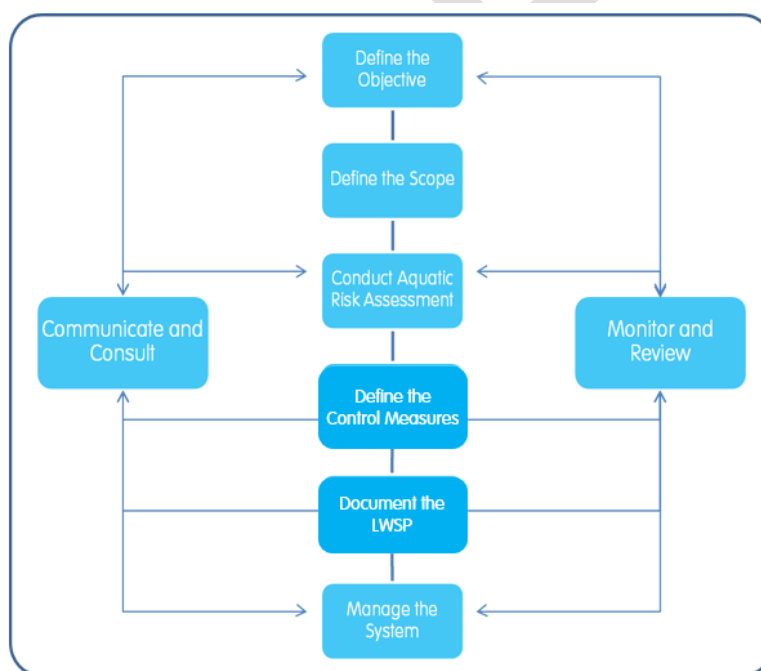 Define the
Objective
Define the Scope
Conduct Aquatic
Risk Assessment
Communicate and
Consult
Monitor and
Review
Define the
Control Measures
Document the
LWSP
Manage the
System